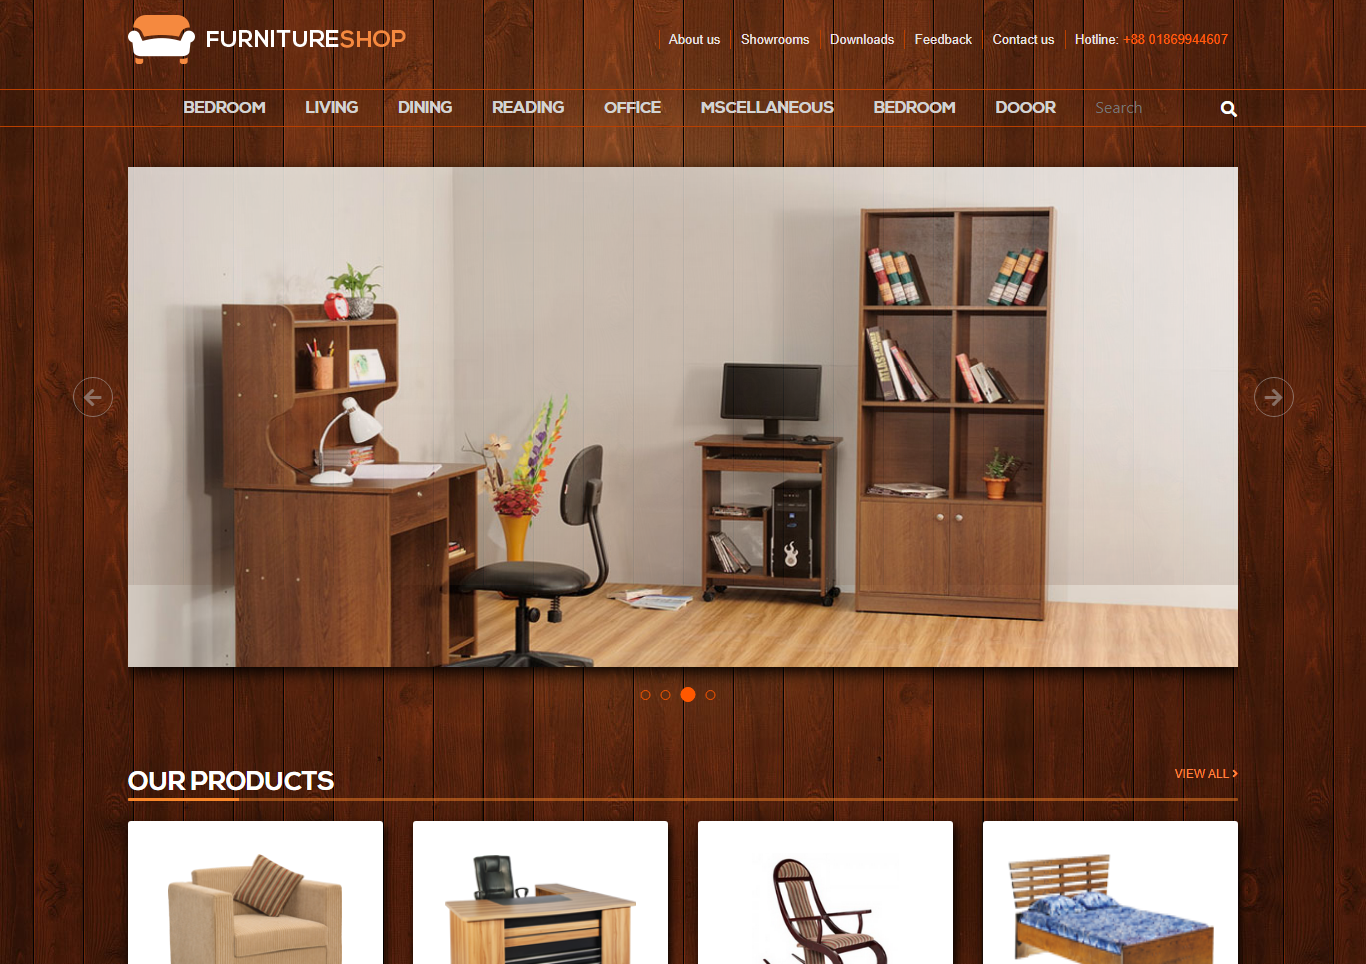 FURNITURESHOP
About us
Showrooms
Downloads
Feedback
Contact us
Hotline: +88 01869944607
BEDROOM
LIVING
DINING
READING
OFFICE
MSCELLANEOUS
BEDROOM
DOOOR
Search
OUR PRODUCTS
VIEW ALL